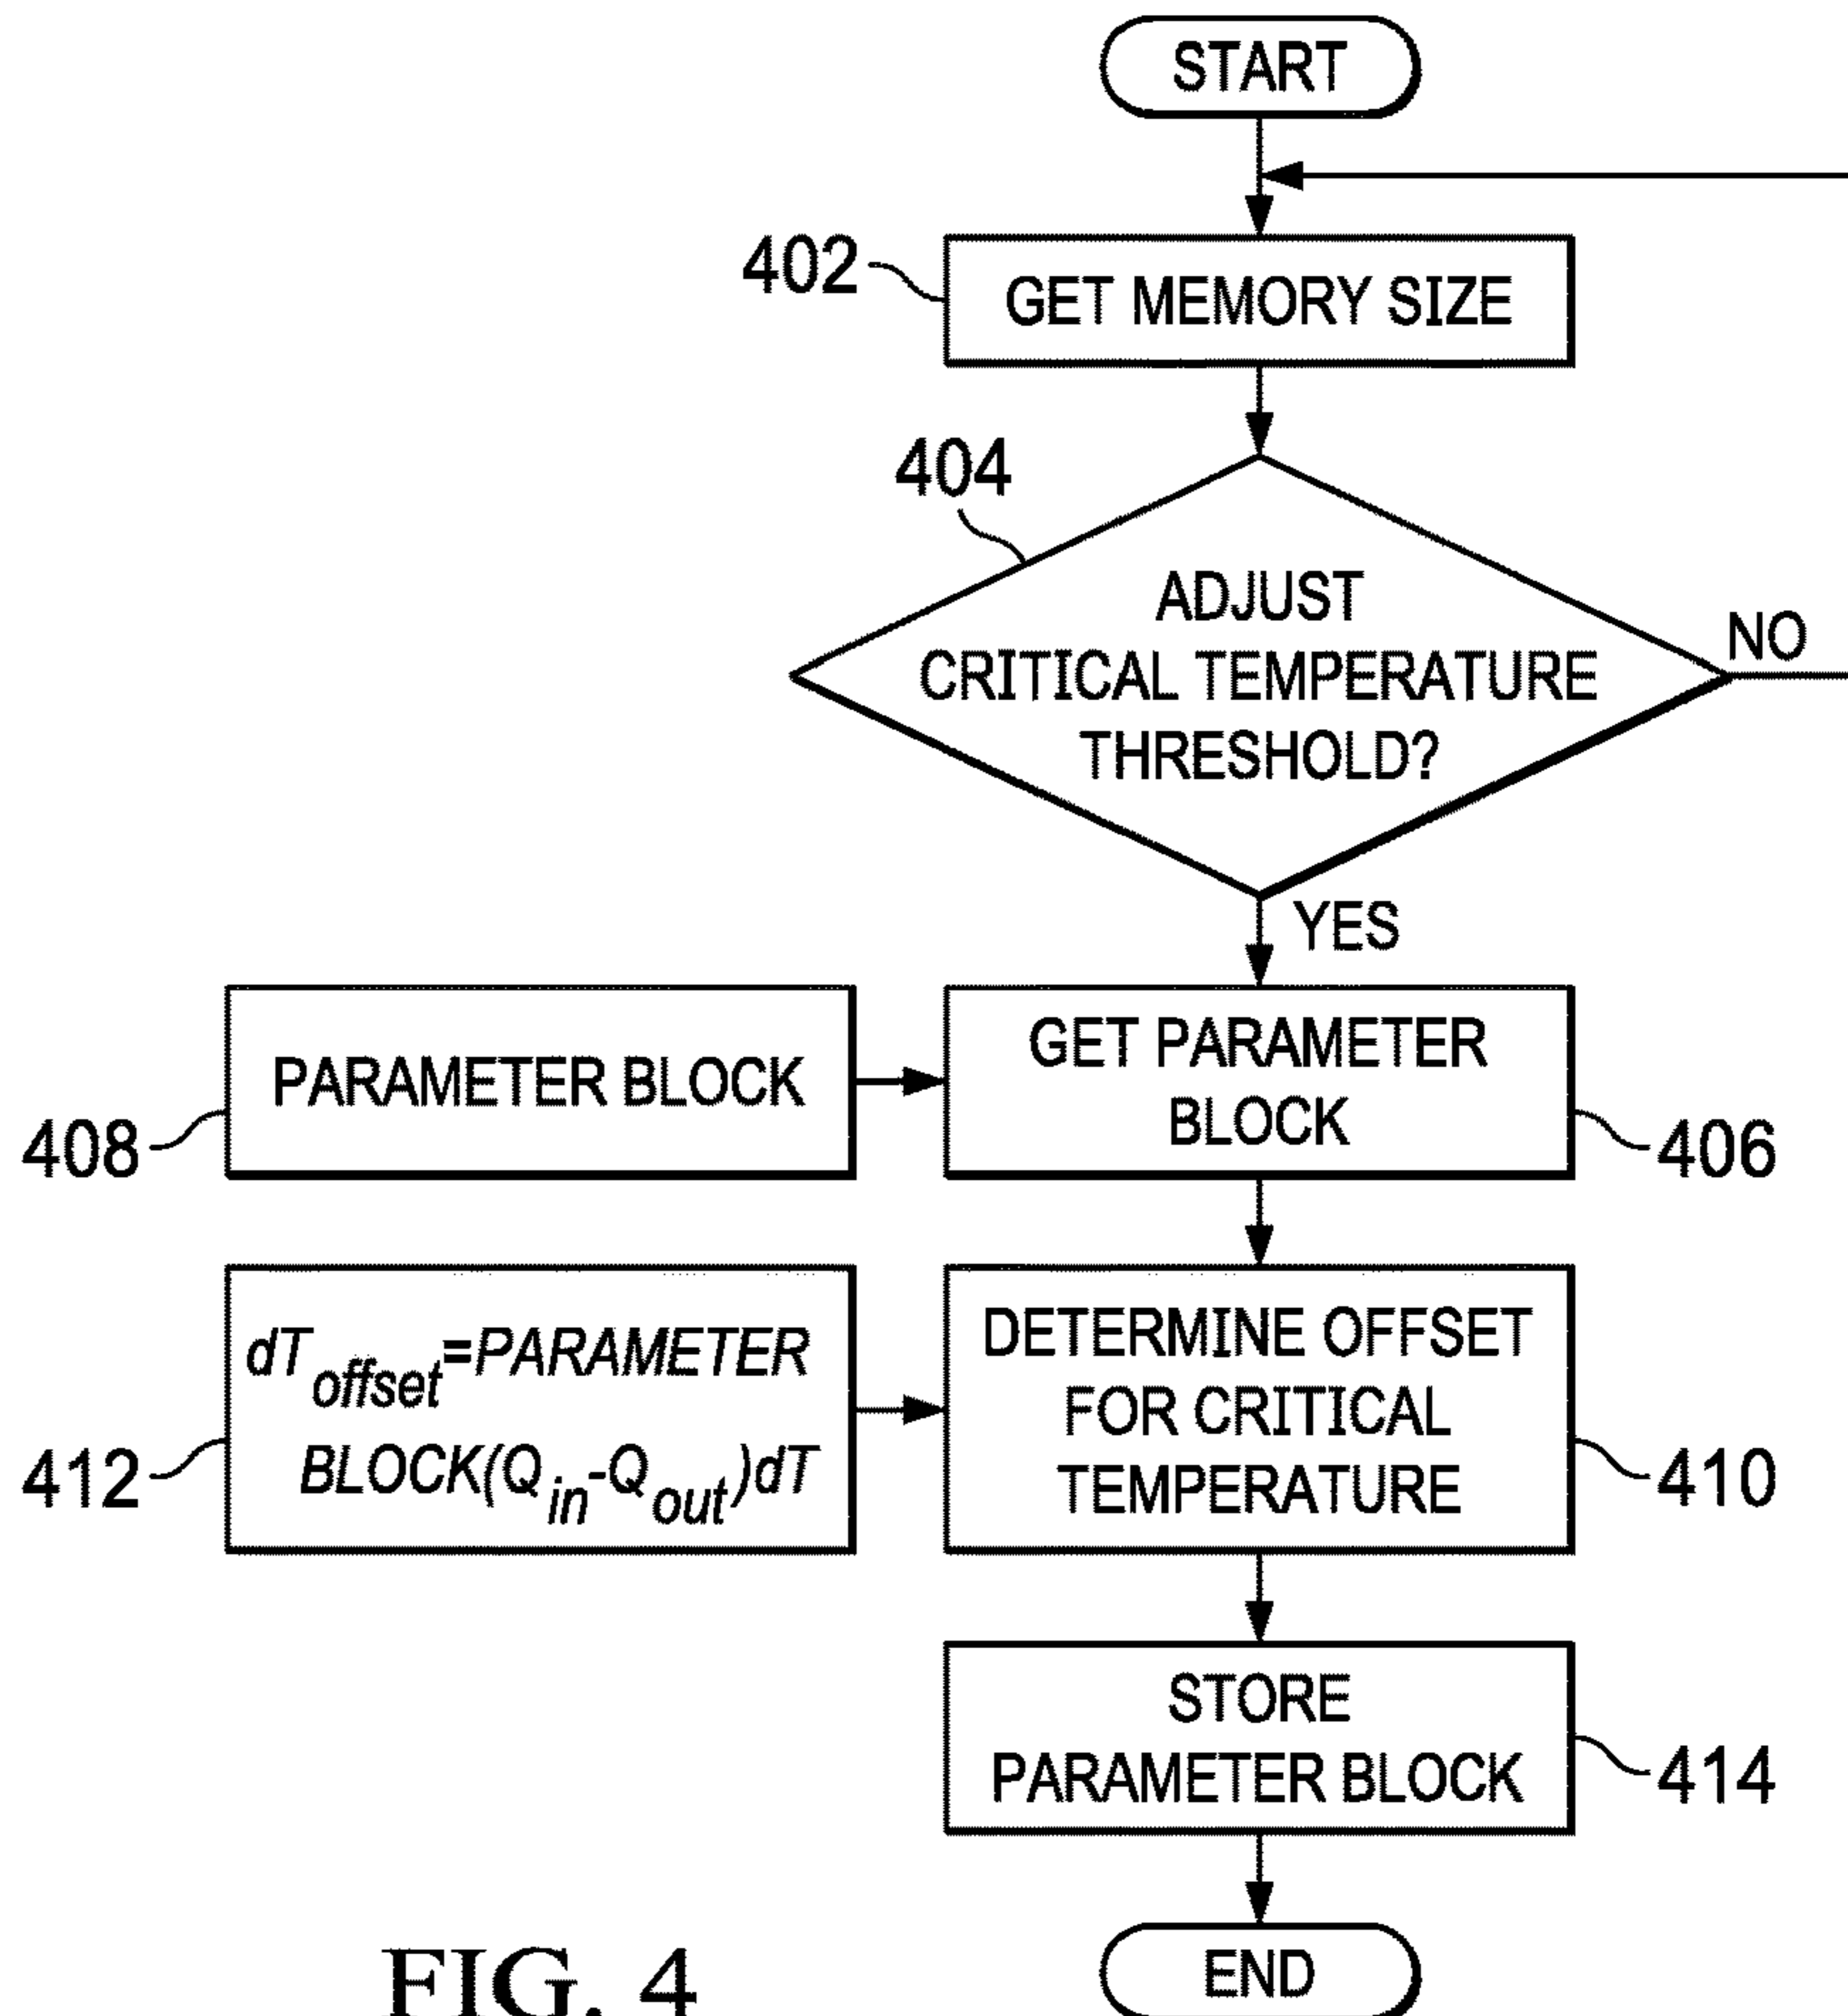 START
402
GET MEMORY SIZE
404
ADJUST
CRITICAL TEMPERATURE
THRESHOLD?
NO
YES
PARAMETER BLOCK
408
GET PARAMETER
BLOCK
406
dToffset=PARAMETER
BLOCK(Qin-Qout)dT
412
DETERMINE OFFSET
FOR CRITICAL
TEMPERATURE
410
STORE
PARAMETER BLOCK
414
END
FIG. 4